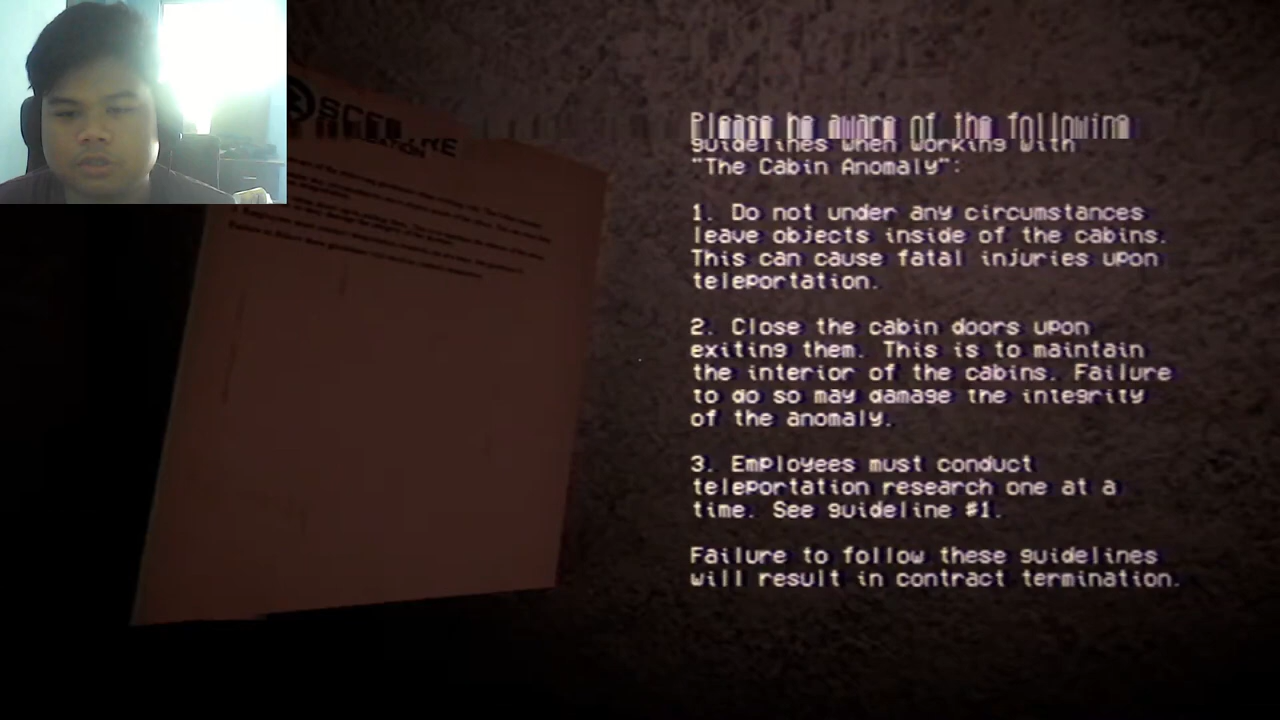 Please be aware of the following
guidelines when working with
"The Cabin Anomaly":
1. Do not under any circumstances
leave objects inside of the cabins.
This can cause fatal injuries upon
teleportation.
2. Close the cabin doors upon
exiting them. This is to maintain
the interior of the cabins. Failure
to do so may damage the integrity
of the anomaly.
3. Employees must conduct
teleportation research one at a
time. See guideline #1.
Failure to follow these guidelines
will result in contract termination.